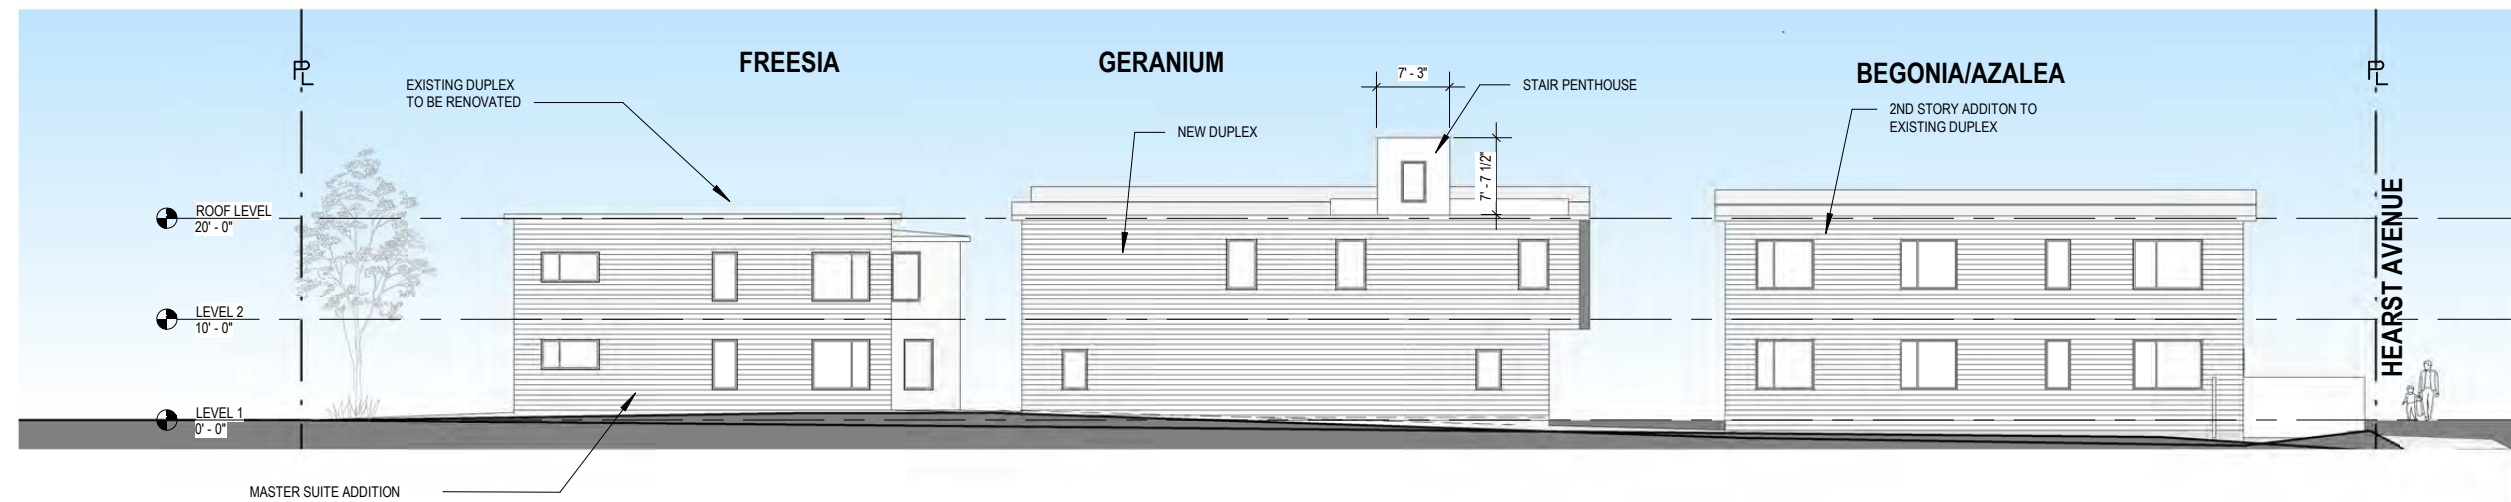 FREESIA
GERANIUM
BEGONIA/AZALEA
PL
PL
EXISTING DUPLEX
TO BE RENOVATED
7' - 3"
STAIR PENTHOUSE
2ND STORY ADDITON TO
EXISTING DUPLEX
NEW DUPLEX
7' - 7 1/2"
ROOF LEVEL
20' - 0"
LEVEL 2
10' - 0"
LEVEL 1
0' - 0"
HEARST AVENUE
MASTER SUITE ADDITION